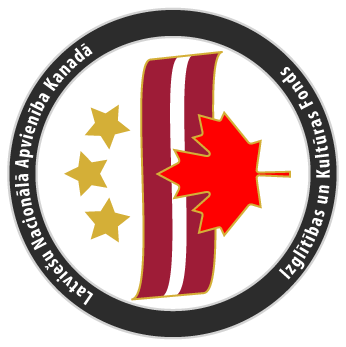 Latviešu Nacionālā Apvienība Kanadā
Izglītības un Kultūras Fonds